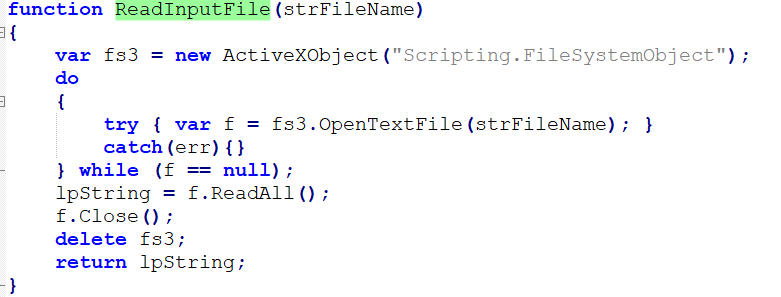 function ReadInputFile(strFileName)
{
    var fs3 = new ActiveXObject("Scripting.FileSystemObject");
    do
    {
        try { var f = fs3.OpenTextFile(strFileName); }
        catch(err){}
    } while (f == null);
    lpString = f.ReadAll();
    f.Close();
    delete fs3;
    return lpString;
}